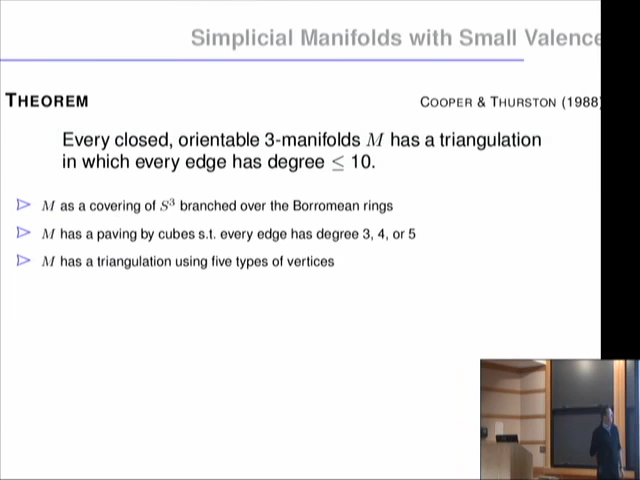 Simplicial Manifolds with Small Valence
THEOREM
COOPER & THURSTON (1988)
Every closed, orientable 3-manifolds M has a triangulation
in which every edge has degree ≤ 10.
M as a covering of S³ branched over the Borromean rings
M has a paving by cubes s.t. every edge has degree 3, 4, or 5
M has a triangulation using five types of vertices